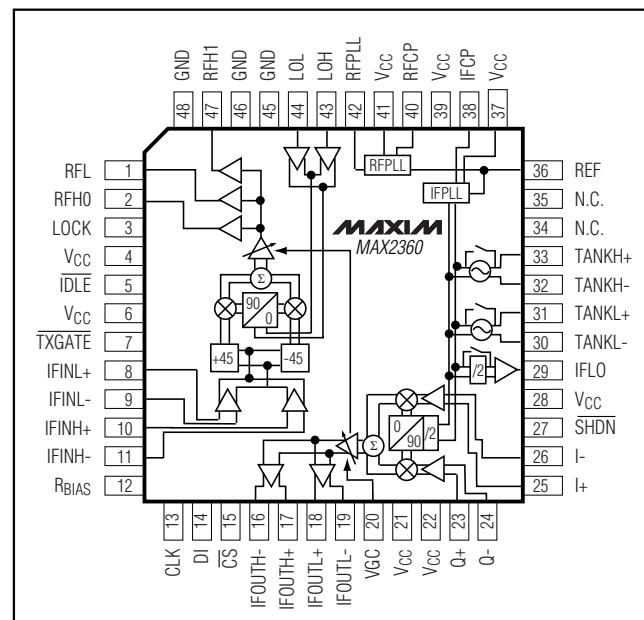 GND
RFH1
GND
GND
LOL
LOH
RFPLL
VCC
RFCP
VCC
IFCP
VCC
48
47
46
45
44
43
42
41
40
39
38
37
RFL 1
RFH0 2
LOCK 3
VCC 4
IDLE 5
VCC 6
TXGATE 7
IFINL+ 8
IFINL- 9
IFINH+ 10
IFINH- 11
RBIAS 12
RFPLL
IFPLL
MAXIM
MAX2360
Σ
90
0
+45
-45
/2
0
90
/2
Σ
36 REF
35 N.C.
34 N.C.
33 TANKH+
32 TANKH-
31 TANKL+
30 TANKL-
29 IFLO
28 VCC
27 SHDN
26 I-
25 I+
13
14
15
16
17
18
19
20
21
22
23
24
CLK
DI
CS
IFOUTH-
IFOUTH+
IFOUTL+
IFOUTL-
VGC
VCC
VCC
Q+
Q-